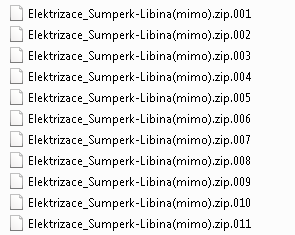 Elektrizace_Sumperk-Libina(mimo).zip.001
Elektrizace_Sumperk-Libina(mimo).zip.002
Elektrizace_Sumperk-Libina(mimo).zip.003
Elektrizace_Sumperk-Libina(mimo).zip.004
Elektrizace_Sumperk-Libina(mimo).zip.005
Elektrizace_Sumperk-Libina(mimo).zip.006
Elektrizace_Sumperk-Libina(mimo).zip.007
Elektrizace_Sumperk-Libina(mimo).zip.008
Elektrizace_Sumperk-Libina(mimo).zip.009
Elektrizace_Sumperk-Libina(mimo).zip.010
Elektrizace_Sumperk-Libina(mimo).zip.011